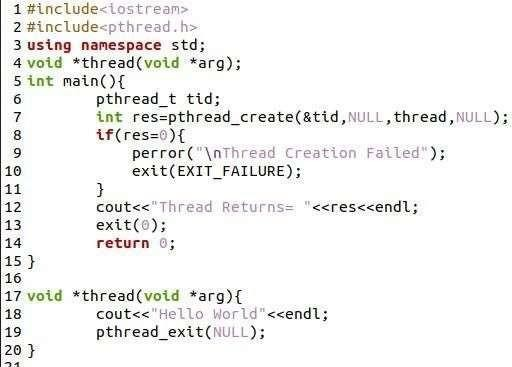 1 #include<iostream>
2 #include<pthread.h>
3 using namespace std;
4 void *thread(void *arg);
5 int main(){
6         pthread_t tid;
7         int res=pthread_create(&tid,NULL,thread,NULL);
8         if(res=0){
9             perror("\nThread Creation Failed");
10             exit(EXIT_FAILURE);
11         }
12         cout<<"Thread Returns= "<<res<<endl;
13         exit(0);
14         return 0;
15 }
16
17 void *thread(void *arg){
18         cout<<"Hello World"<<endl;
19         pthread_exit(NULL);
20 }
21